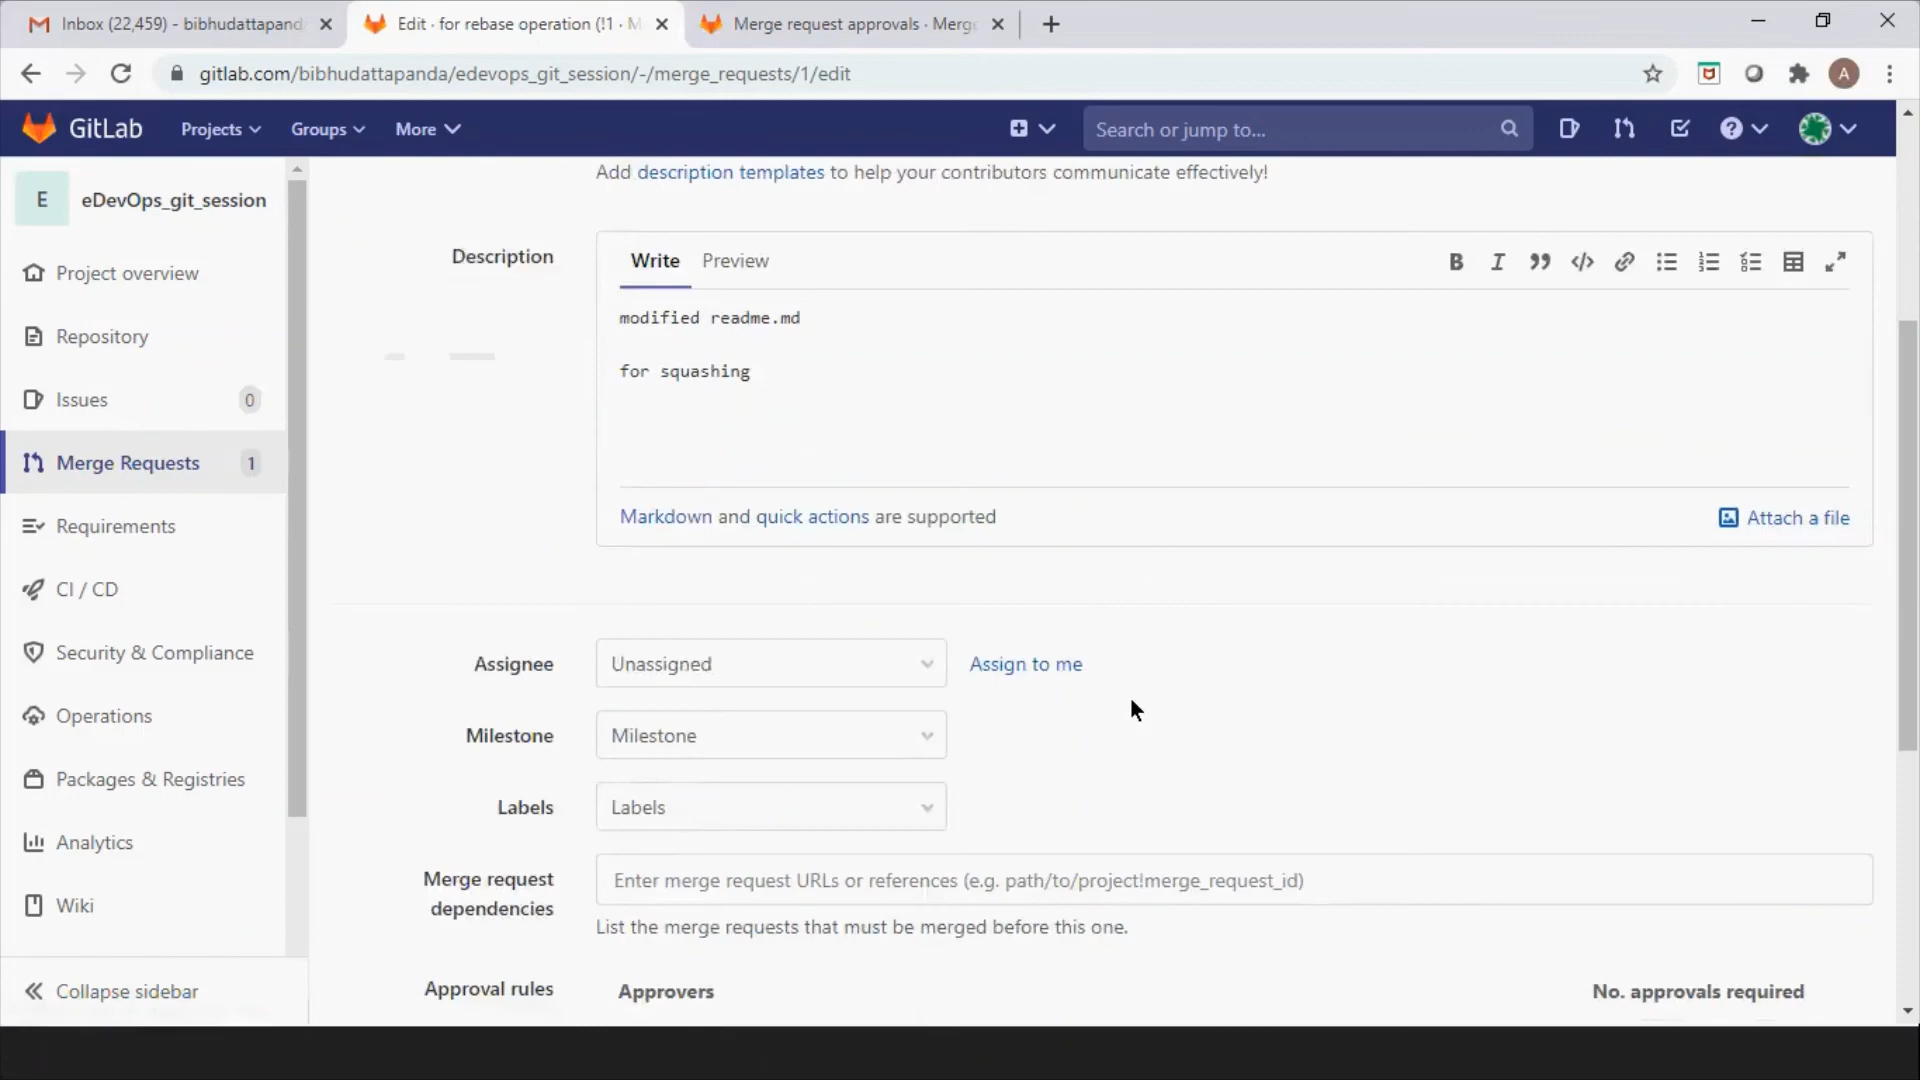 Inbox (22,459) - bibhudattapand
Edit · for rebase operation (!1 · M
Merge request approvals · Merge
gitlab.com/bibhudattapanda/edevops_git_session/-/merge_requests/1/edit
A
GitLab
Projects
Groups
More
Search or jump to...
E
eDevOps_git_session
Project overview
Repository
Issues
0
Merge Requests
1
Requirements
CI / CD
Security & Compliance
Operations
Packages & Registries
Analytics
Wiki
Collapse sidebar
Add description templates to help your contributors communicate effectively!
Description
Write
Preview
modified readme.md
for squashing
Markdown and quick actions are supported
Attach a file
Assignee
Unassigned
Assign to me
Milestone
Milestone
Labels
Labels
Merge request
dependencies
Enter merge request URLs or references (e.g. path/to/project!merge_request_id)
List the merge requests that must be merged before this one.
Approval rules
Approvers
No. approvals required